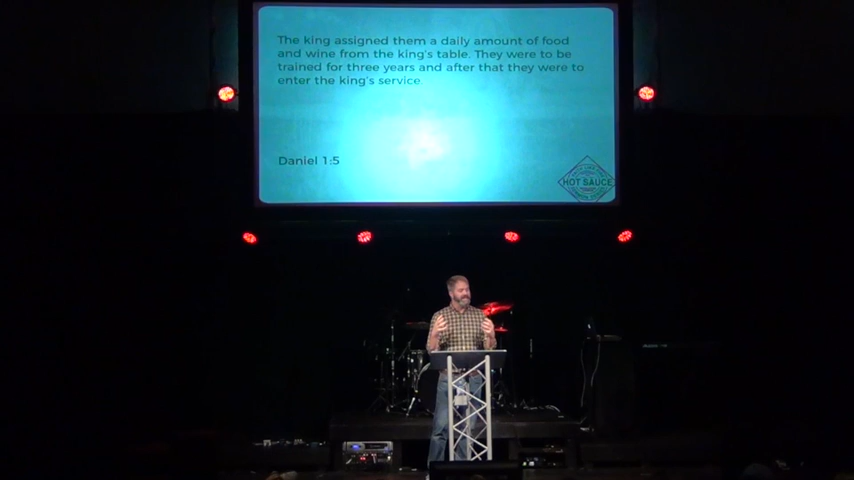 The king assigned them a daily amount of food
and wine from the king's table. They were to be
trained for three years and after that they were to
enter the king's service.
Daniel 1:5
HOT SAUCE